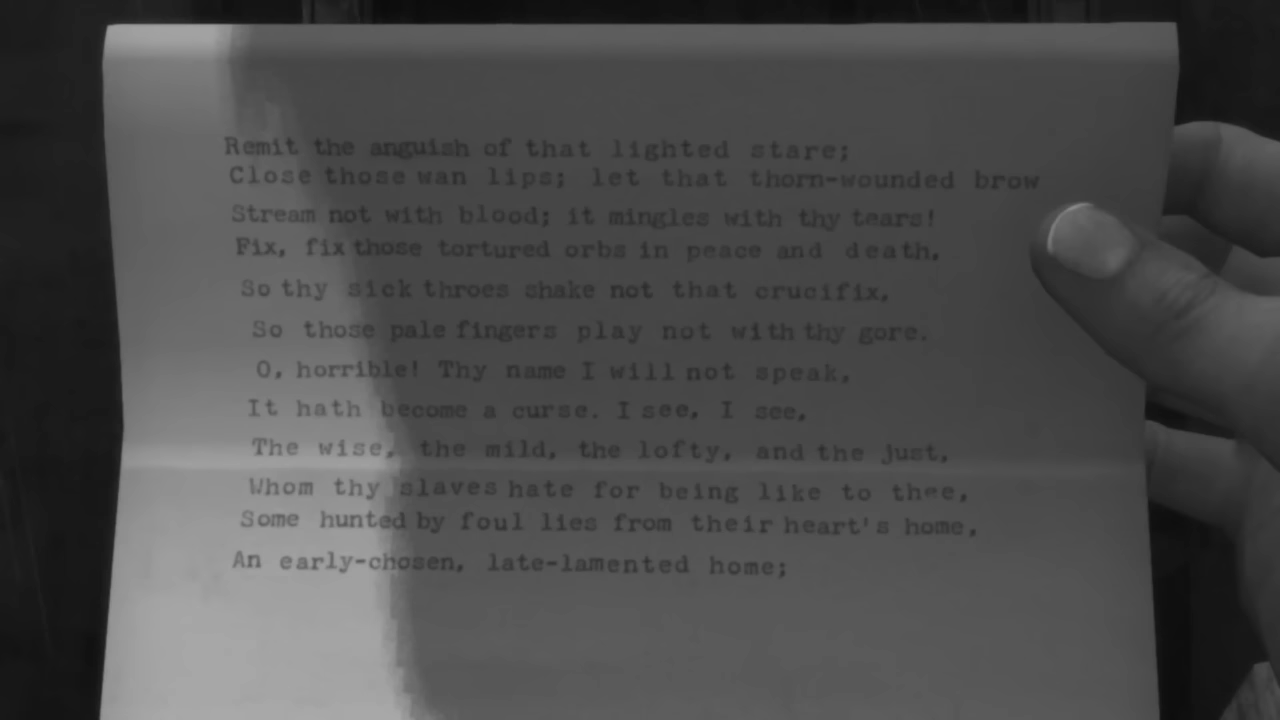 Remit the anguish of that lighted stare;
Close those wan lips; let that thorn-wounded brow
Stream not with blood; it mingles with thy tears!
Fix, fix those tortured orbs in peace and death,
So thy sick throes shake not that crucifix,
So those pale fingers play not with thy gore.
O, horrible! Thy name I will not speak,
It hath become a curse. I see, I see,
The wise, the mild, the lofty, and the just,
Whom thy slaves hate for being like to thee,
Some hunted by foul lies from their heart's home,
An early-chosen, late-lamented home;